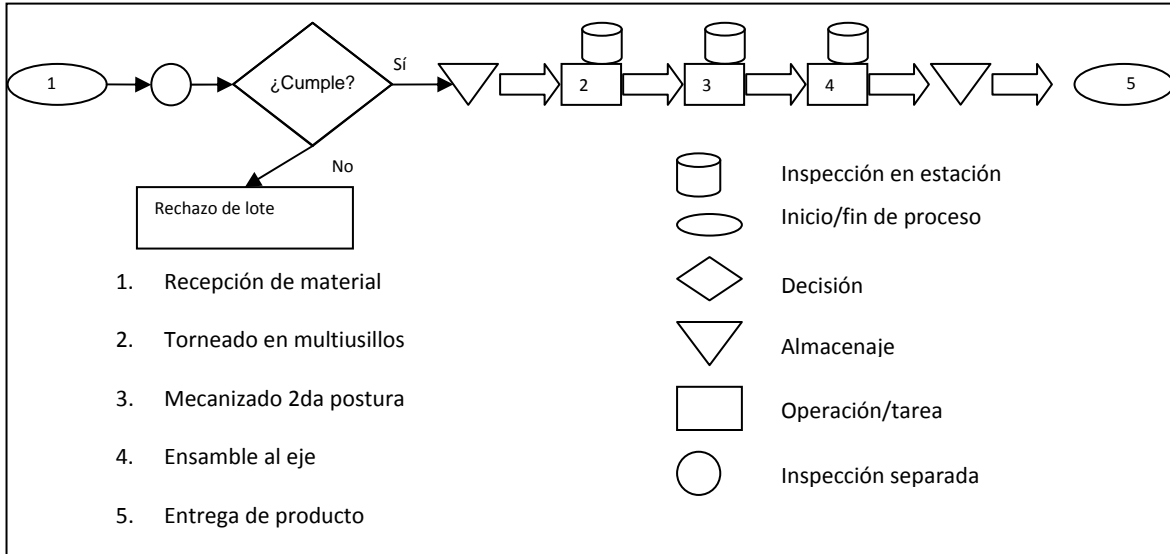 1
¿Cumple?
Sí
2
3
4
5
No
Rechazo de lote
Inspección en estación
Inicio/fin de proceso
Decisión
Almacenaje
Operación/tarea
Inspección separada
1. Recepción de material
2. Torneado en multiusillos
3. Mecanizado 2da postura
4. Ensamble al eje
5. Entrega de producto